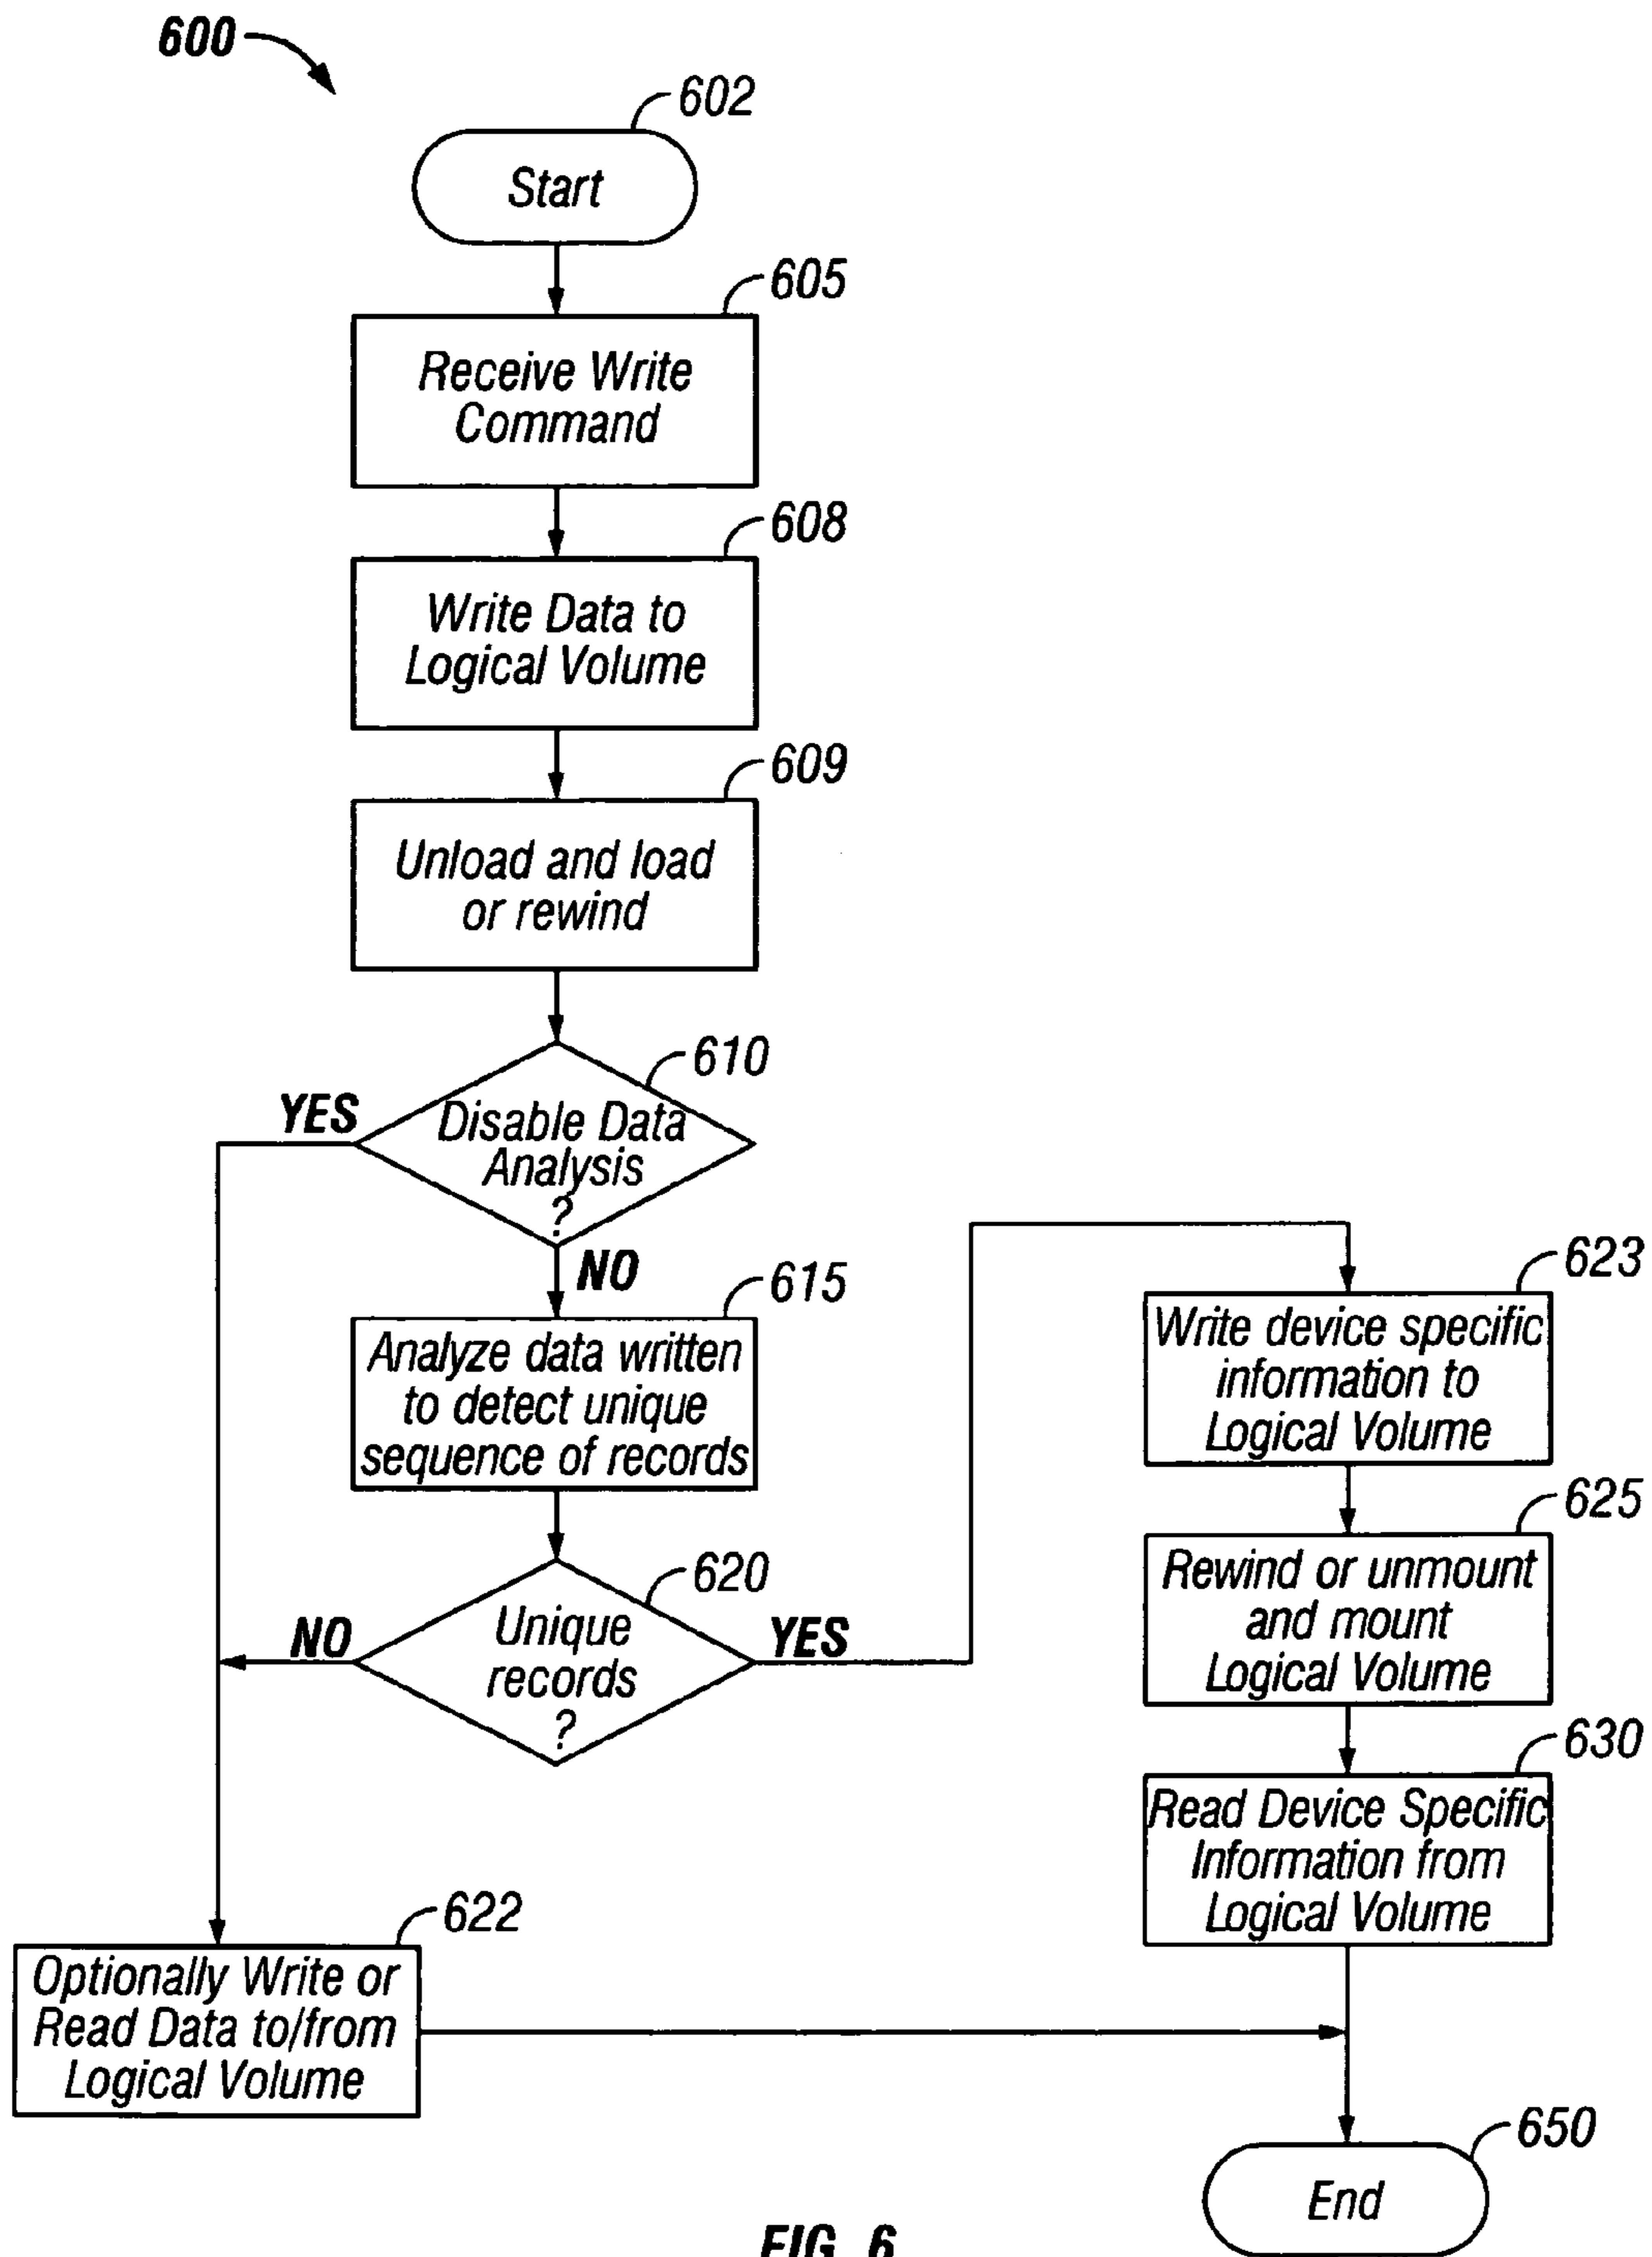 600
602
Start
605
Receive Write
Command
608
Write Data to
Logical Volume
609
Unload and load
or rewind
610
YES
Disable Data
Analysis
?
NO
615
Analyze data written
to detect unique
sequence of records
620
NO
Unique
records
?
YES
623
Write device specific
information to
Logical Volume
625
Rewind or unmount
and mount
Logical Volume
630
Read Device Specific
Information from
Logical Volume
622
Optionally Write or
Read Data to/from
Logical Volume
650
End
FIG. 6